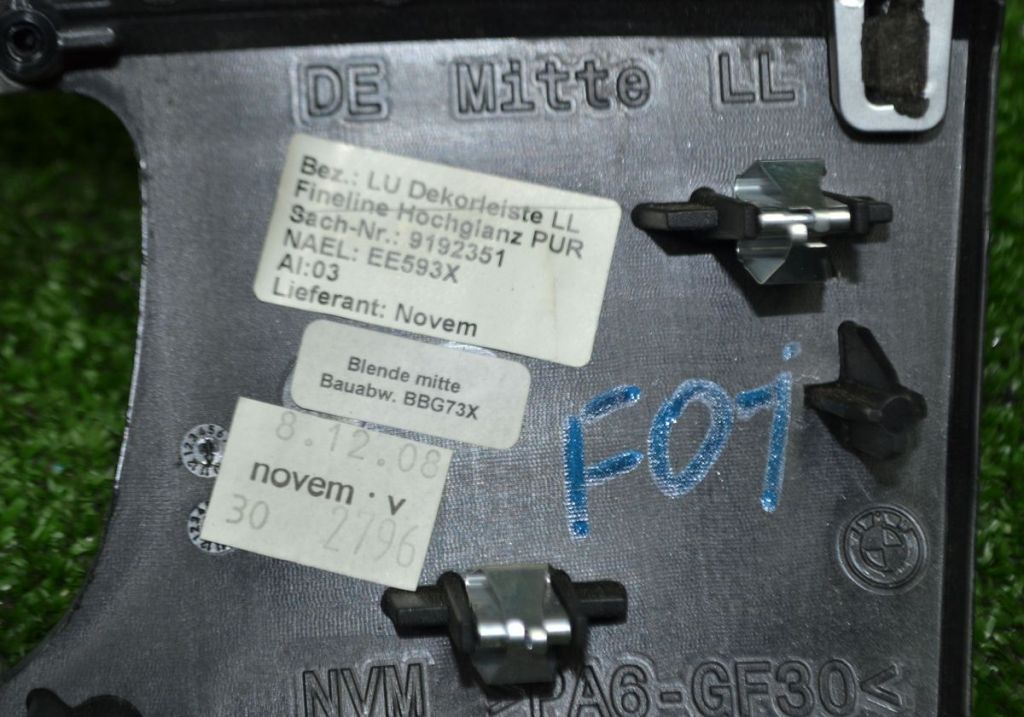 DE Mitte LL
Bez.: LU Dekorleiste LL
Fineline Hochglanz PUR
Sach-Nr.: 9192351
NAEL: EE593X
AI:03
Lieferant: Novem
Blende mitte
Bauabw. BBG73X
8.12.08
novem · v
30 2796
F01
NVM >PA6-GF30<